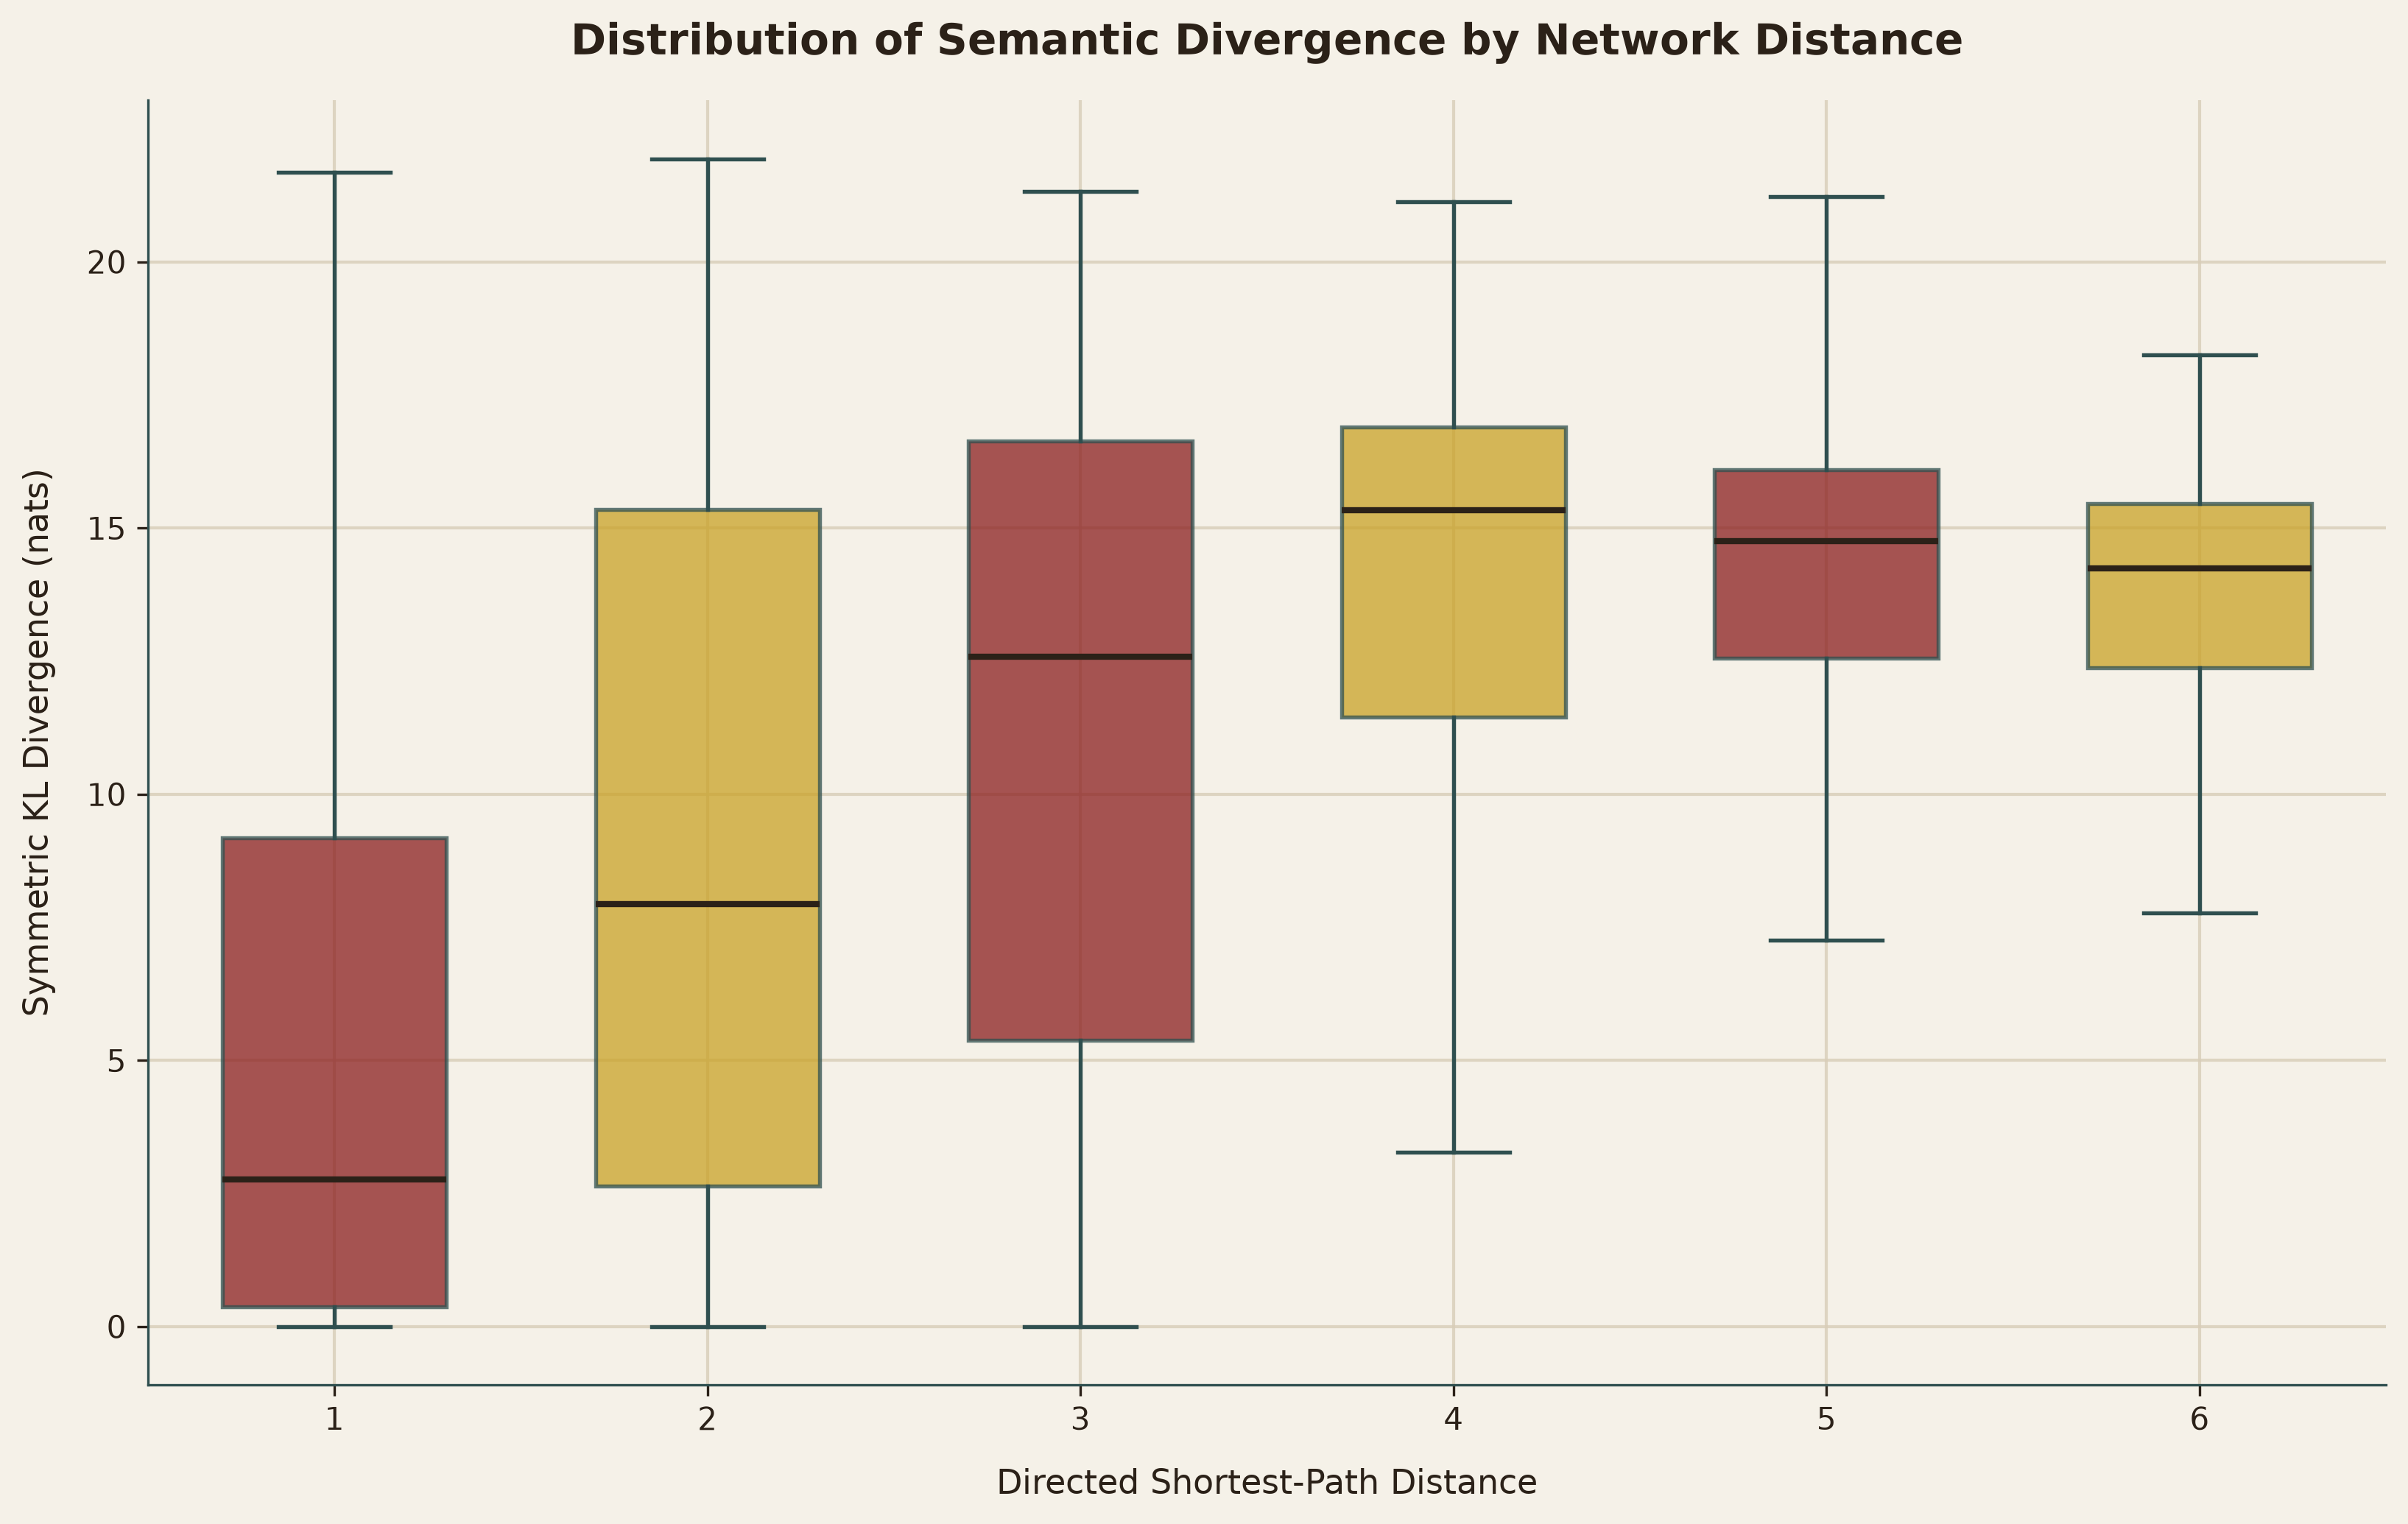 Distribution of Semantic Divergence by Network Distance
Symmetric KL Divergence (nats)
20
15
10
5
0
1 2 3 4 5 6
Directed Shortest-Path Distance